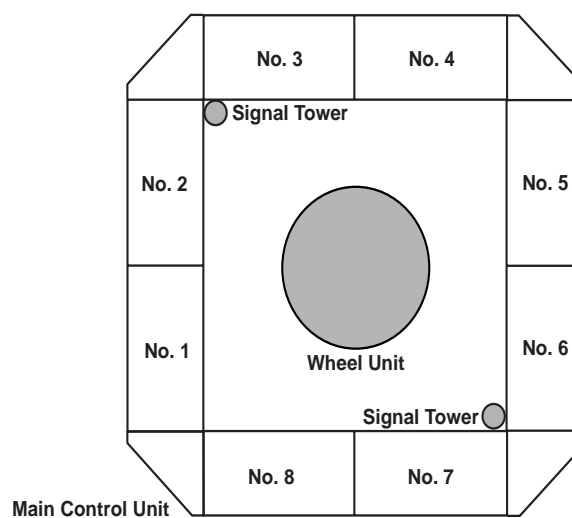 No. 3
No. 4
Signal Tower
No. 2
No. 5
No. 1
No. 6
Wheel Unit
Signal Tower
No. 8
No. 7
Main Control Unit